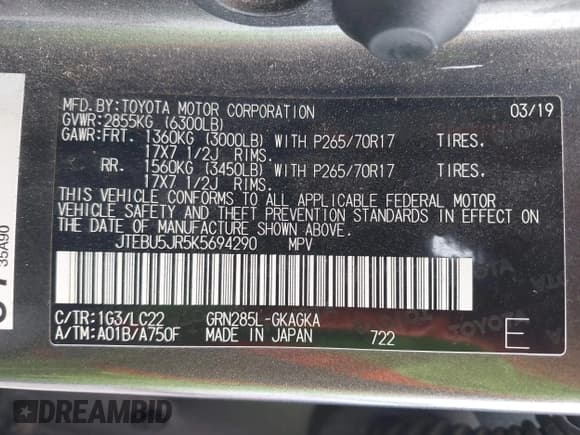 MFD.BY:TOYOTA MOTOR CORPORATION 03/19
GVWR:2855KG (6300LB)
GAWR:FRT. 1360KG (3000LB) WITH P265/70R17 TIRES.
17X7 1/2J RIMS.
RR. 1560KG (3450LB) WITH P265/70R17 TIRES.
17X7 1/2J RIMS.
THIS VEHICLE CONFORMS TO ALL APPLICABLE FEDERAL MOTOR
VEHICLE SAFETY AND THEFT PREVENTION STANDARDS IN EFFECT ON
THE DATE OF MANUFACTURE SHOWN ABOVE.
JTEBU5JR5K5694290 MPV
C/TR:1G3/LC22 GRN285L-GKAGKA
A/TM:A01B/A750F MADE IN JAPAN 722 E
35A90
DREAMBID